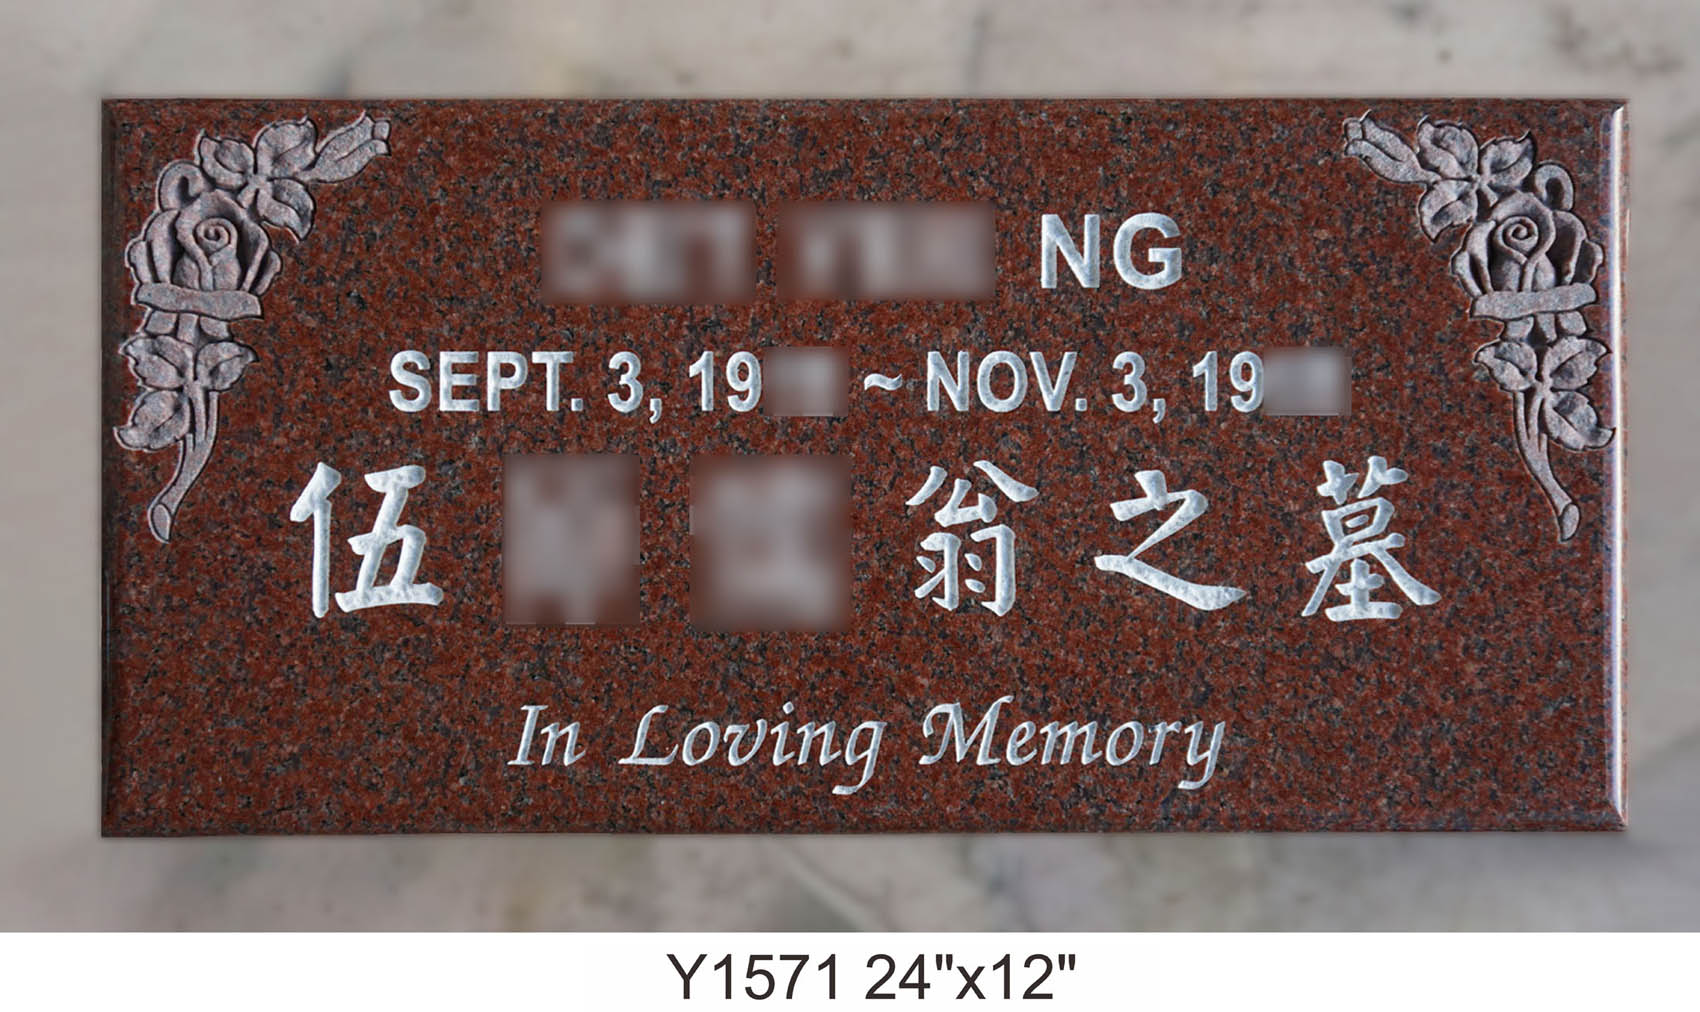 NG
SEPT. 3, 19 ~ NOV. 3, 19
伍 翁之墓
In Loving Memory
Y1571 24"x12"